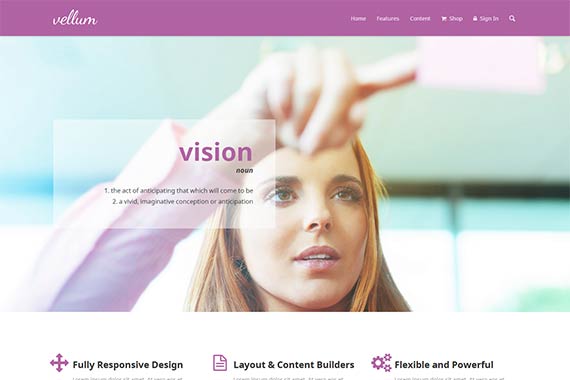 vellum
Home Features Content Shop Sign In
vision
noun
1. the act of anticipating that which will come to be
2. a vivid, imaginative conception or anticipation
Fully Responsive Design Layout & Content Builders Flexible and Powerful